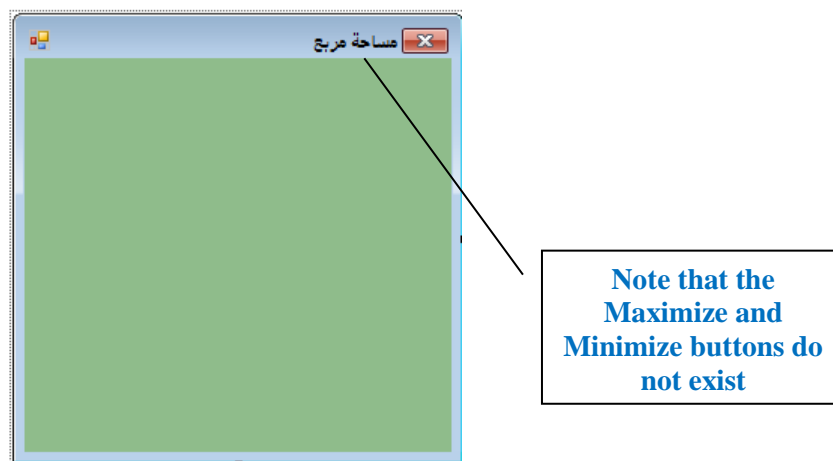 مساحة مربع
Note that the
Maximize and
Minimize buttons do
not exist